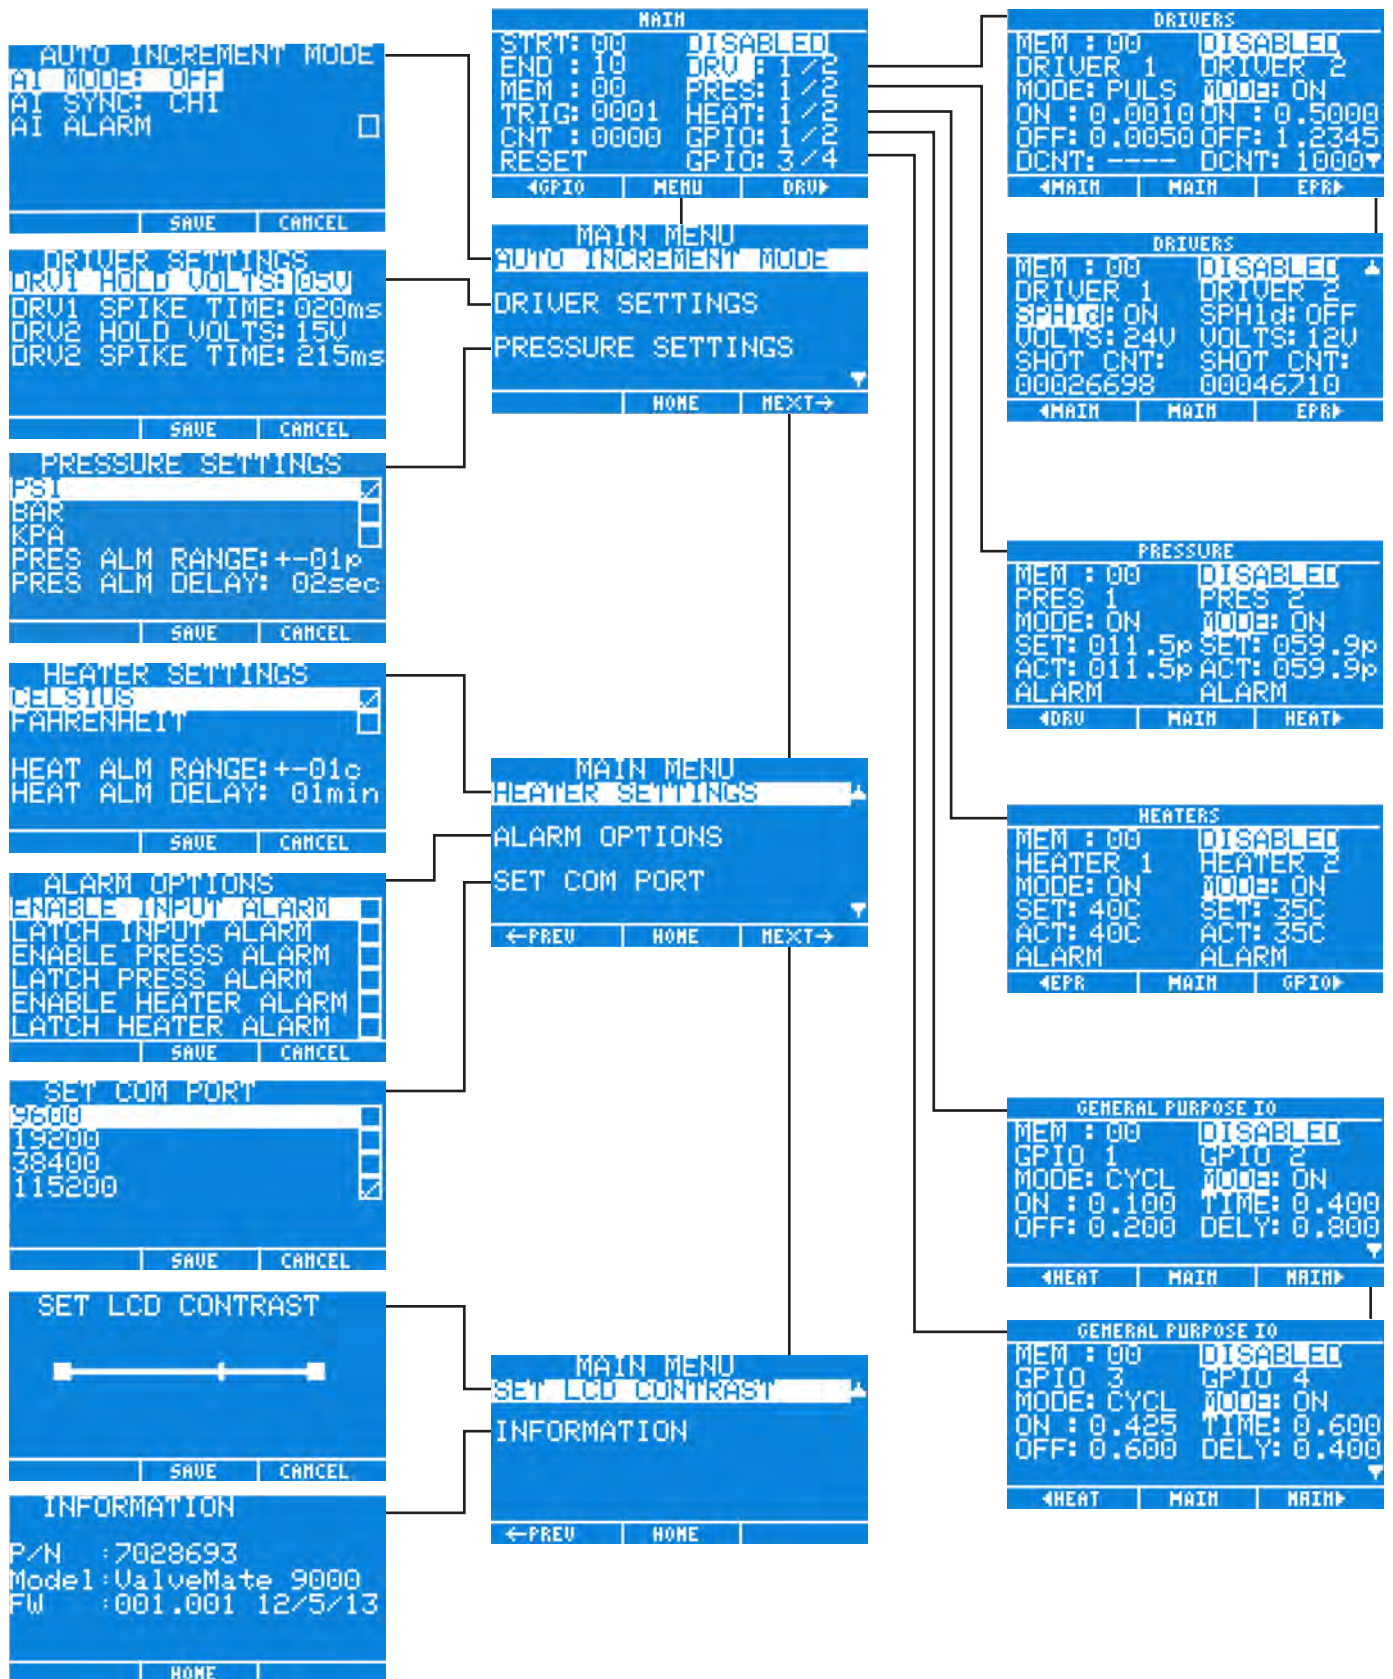 AUTO INCREMENT MODE
AI MODE: OFF
AI SYNC: CH1
AI ALARM
SAVE CANCEL
DRIVER SETTINGS
DRV1 HOLD VOLTS: 05V
DRV1 SPIKE TIME: 020ms
DRV2 HOLD VOLTS: 15V
DRV2 SPIKE TIME: 215ms
SAVE CANCEL
PRESSURE SETTINGS
PSI
BAR
KPA
PRES ALM RANGE:+-01p
PRES ALM DELAY: 02sec
SAVE CANCEL
HEATER SETTINGS
CELSIUS
FAHRENHEIT
HEAT ALM RANGE:+-01c
HEAT ALM DELAY: 01min
SAVE CANCEL
ALARM OPTIONS
ENABLE INPUT ALARM
LATCH INPUT ALARM
ENABLE PRESS ALARM
LATCH PRESS ALARM
ENABLE HEATER ALARM
LATCH HEATER ALARM
SAVE CANCEL
SET COM PORT
9600
19200
38400
115200
SAVE CANCEL
SET LCD CONTRAST
SAVE CANCEL
INFORMATION
P/N :7028693
Model:ValveMate 9000
FW :001.001 12/5/13
HOME
MAIN
STRT: 00 DISABLED
END : 10 DRV : 1/2
MEM : 00 PRES: 1/2
TRIG: 0001 HEAT: 1/2
CNT : 0000 GPIO: 1/2
RESET GPIO: 3/4
◀GPIO MENU DRV▶
MAIN MENU
AUTO INCREMENT MODE
DRIVER SETTINGS
PRESSURE SETTINGS
HOME NEXT→
MAIN MENU
HEATER SETTINGS
ALARM OPTIONS
SET COM PORT
←PREV HOME NEXT→
MAIN MENU
SET LCD CONTRAST
INFORMATION
←PREV HOME
DRIVERS
MEM : 00 DISABLED
DRIVER 1 DRIVER 2
MODE: PULS MODE: ON
ON : 0.0010 ON : 0.5000
OFF: 0.0050 OFF: 1.2345
DCNT: ---- DCNT: 1000
◀MAIN MAIN EPR▶
DRIVERS
MEM : 00 DISABLED
DRIVER 1 DRIVER 2
SPHld: ON SPHld: OFF
VOLTS: 24V VOLTS: 12V
SHOT CNT: SHOT CNT:
00026698 00046710
◀MAIN MAIN EPR▶
PRESSURE
MEM : 00 DISABLED
PRES 1 PRES 2
MODE: ON MODE: ON
SET: 011.5p SET: 059.9p
ACT: 011.5p ACT: 059.9p
ALARM ALARM
◀DRV MAIN HEAT▶
HEATERS
MEM : 00 DISABLED
HEATER 1 HEATER 2
MODE: ON MODE: ON
SET: 40C SET: 35C
ACT: 40C ACT: 35C
ALARM ALARM
◀EPR MAIN GPIO▶
GENERAL PURPOSE IO
MEM : 00 DISABLED
GPIO 1 GPIO 2
MODE: CYCL MODE: ON
ON : 0.100 TIME: 0.400
OFF: 0.200 DELY: 0.800
◀HEAT MAIN MAIN▶
GENERAL PURPOSE IO
MEM : 00 DISABLED
GPIO 3 GPIO 4
MODE: CYCL MODE: ON
ON : 0.425 TIME: 0.600
OFF: 0.600 DELY: 0.400
◀HEAT MAIN MAIN▶